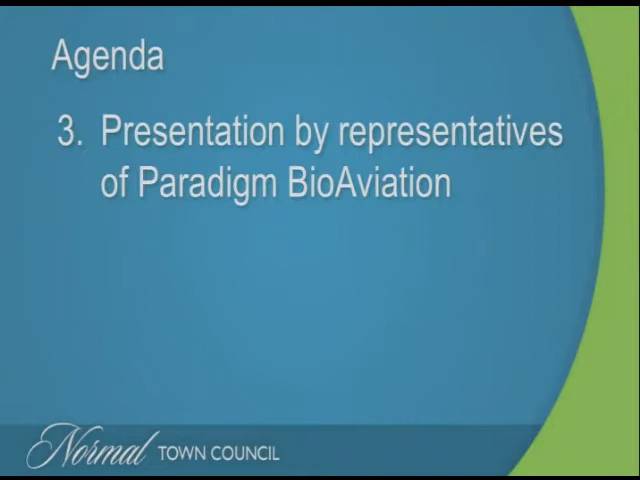 Agenda
3. Presentation by representatives
of Paradigm BioAviation
Normal TOWN COUNCIL